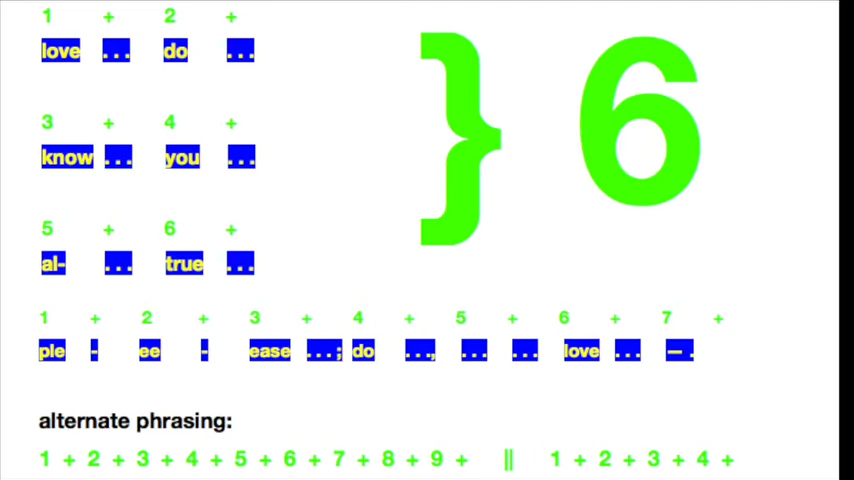 1 + 2 +
love ... do ...
3 + 4 +
know ... you ...
} 6
5 + 6 +
al- ... true ...
1 + 2 + 3 + 4 + 5 + 6 + 7 +
ple - ee - ease ...; do ..., ... ... love ... — .
alternate phrasing:
1 + 2 + 3 + 4 + 5 + 6 + 7 + 8 + 9 + || 1 + 2 + 3 + 4 +